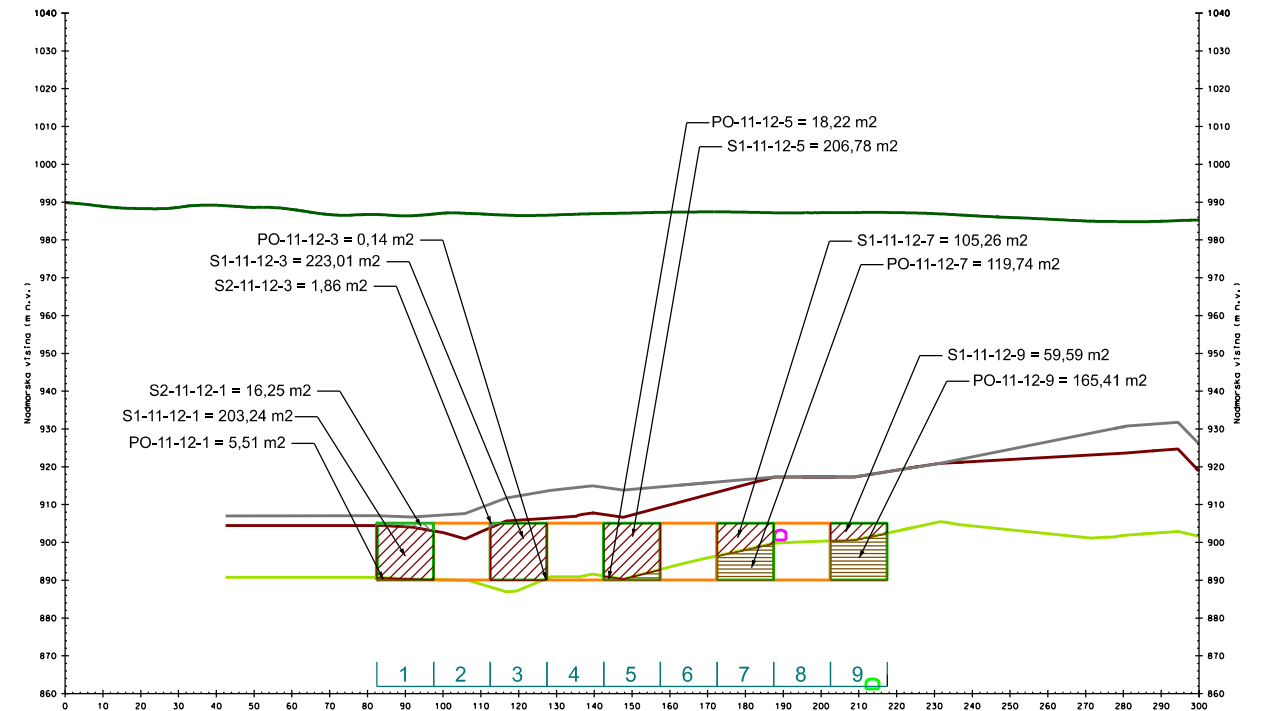 1040 1040
1030 1030
1020 1020
1010 1010
1000 1000
990 990
980 980
970 970
960 960
950 950
940 940
930 930
920 920
910 910
900 900
890 890
880 880
870 870
860 860
Nadmorska višina (m n.v.)
Nadmorska višina (m n.v.)
PO-11-12-5 = 18,22 m2
S1-11-12-5 = 206,78 m2
PO-11-12-3 = 0,14 m2
S1-11-12-3 = 223,01 m2
S2-11-12-3 = 1,86 m2
S1-11-12-7 = 105,26 m2
PO-11-12-7 = 119,74 m2
S1-11-12-9 = 59,59 m2
PO-11-12-9 = 165,41 m2
S2-11-12-1 = 16,25 m2
S1-11-12-1 = 203,24 m2
PO-11-12-1 = 5,51 m2
D
1 2 3 4 5 6 7 8 9
D
0 10 20 30 40 50 60 70 80 90 100 110 120 130 140 150 160 170 180 190 200 210 220 230 240 250 260 270 280 290 300